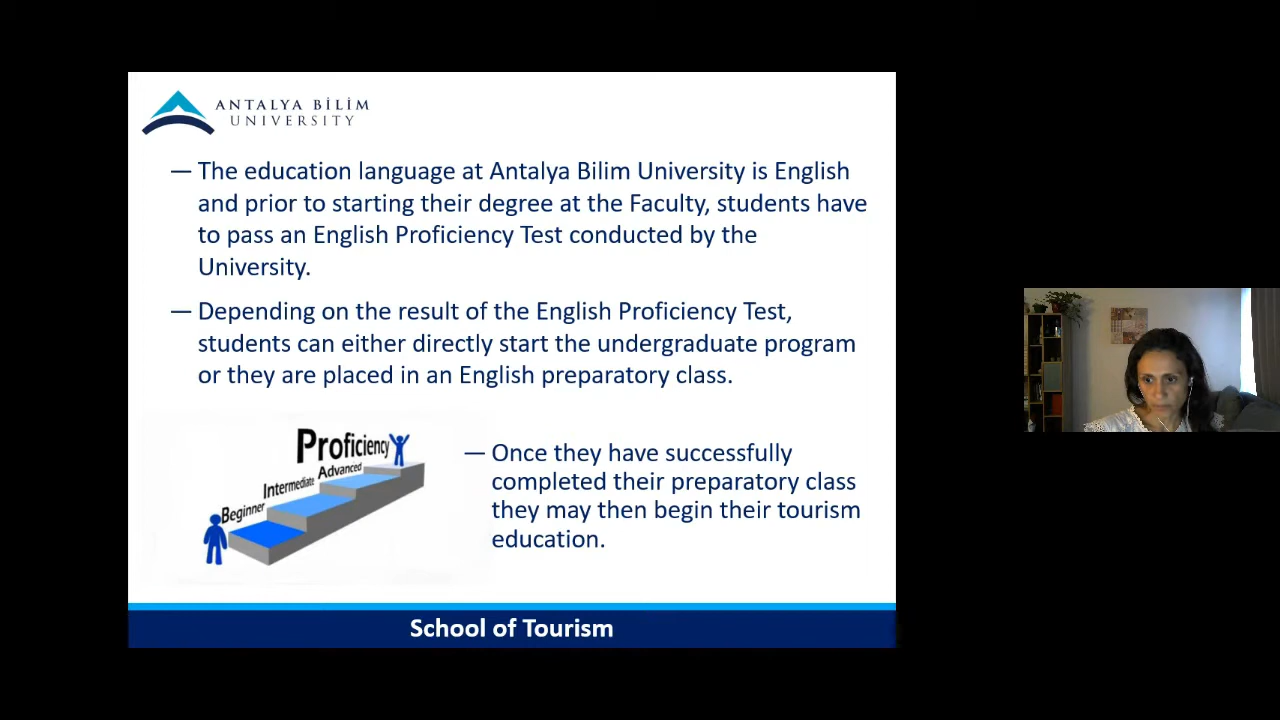 ANTALYA BİLİM
UNIVERSITY
— The education language at Antalya Bilim University is English
and prior to starting their degree at the Faculty, students have
to pass an English Proficiency Test conducted by the
University.
— Depending on the result of the English Proficiency Test,
students can either directly start the undergraduate program
or they are placed in an English preparatory class.
Proficiency
Advanced
Intermediate
Beginner
— Once they have successfully
completed their preparatory class
they may then begin their tourism
education.
School of Tourism